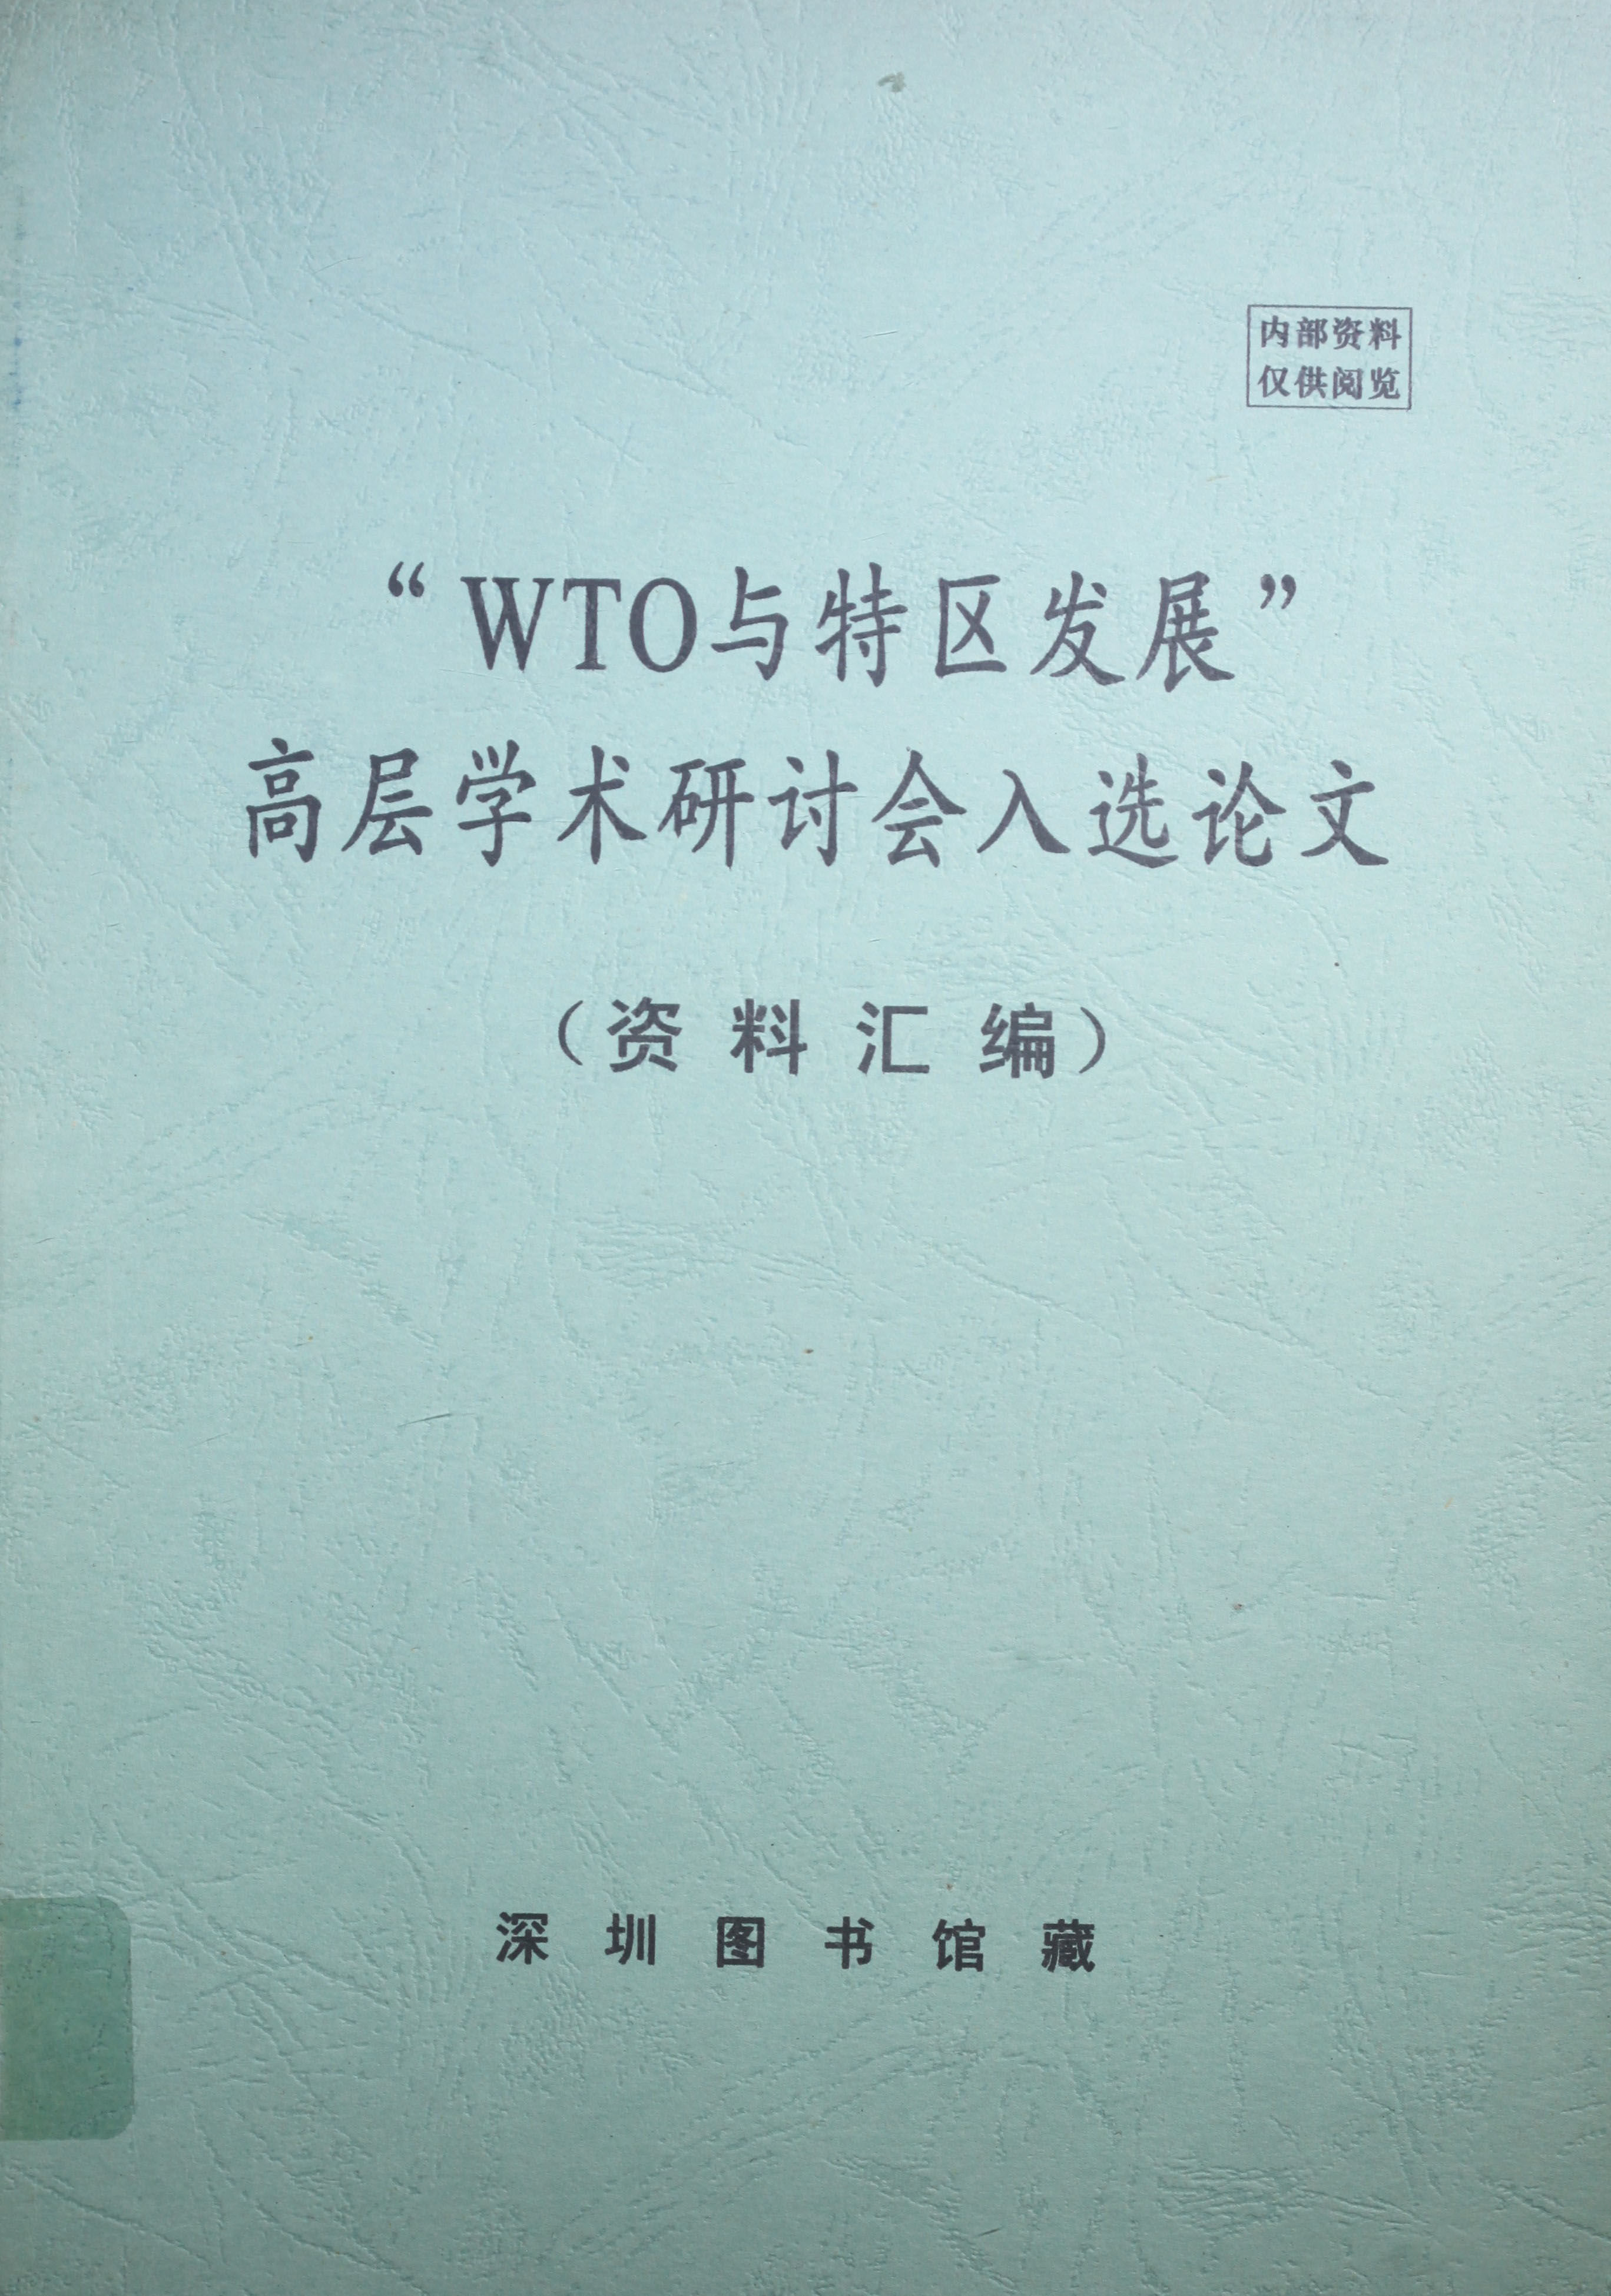 内部资料
仅供阅览
“WTO与特区发展”
高层学术研讨会入选论文
（资料汇编）
深圳图书馆藏